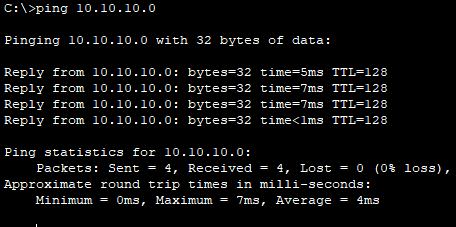 C:\>ping 10.10.10.0
Pinging 10.10.10.0 with 32 bytes of data:
Reply from 10.10.10.0: bytes=32 time=5ms TTL=128
Reply from 10.10.10.0: bytes=32 time=7ms TTL=128
Reply from 10.10.10.0: bytes=32 time=7ms TTL=128
Reply from 10.10.10.0: bytes=32 time<1ms TTL=128
Ping statistics for 10.10.10.0:
    Packets: Sent = 4, Received = 4, Lost = 0 (0% loss),
Approximate round trip times in milli-seconds:
    Minimum = 0ms, Maximum = 7ms, Average = 4ms